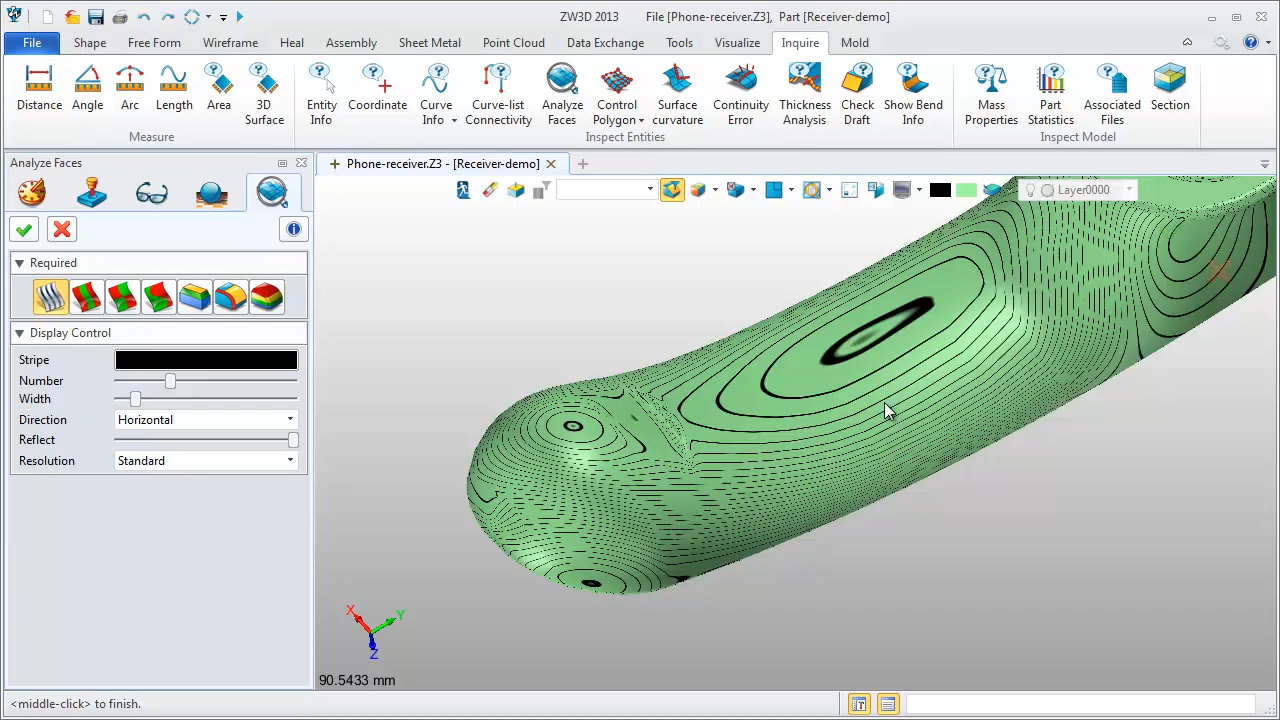 ZW3D 2013 File [Phone-receiver.Z3], Part [Receiver-demo]
File Shape Free Form Wireframe Heal Assembly Sheet Metal Point Cloud Data Exchange Tools Visualize Inquire Mold
Distance Angle Arc Length Area 3D Surface Entity Info Coordinate Curve Info Curve-list Connectivity Analyze Faces Control Polygon Surface curvature Continuity Error Thickness Analysis Check Draft Show Bend Info Mass Properties Part Statistics Associated Files Section
Measure Inspect Entities Inspect Model
Analyze Faces
Phone-receiver.Z3 - [Receiver-demo]
Layer0000
Required
Display Control
Stripe
Number
Width
Direction Horizontal
Reflect
Resolution Standard
X
Y
Z
90.5433 mm
<middle-click> to finish.